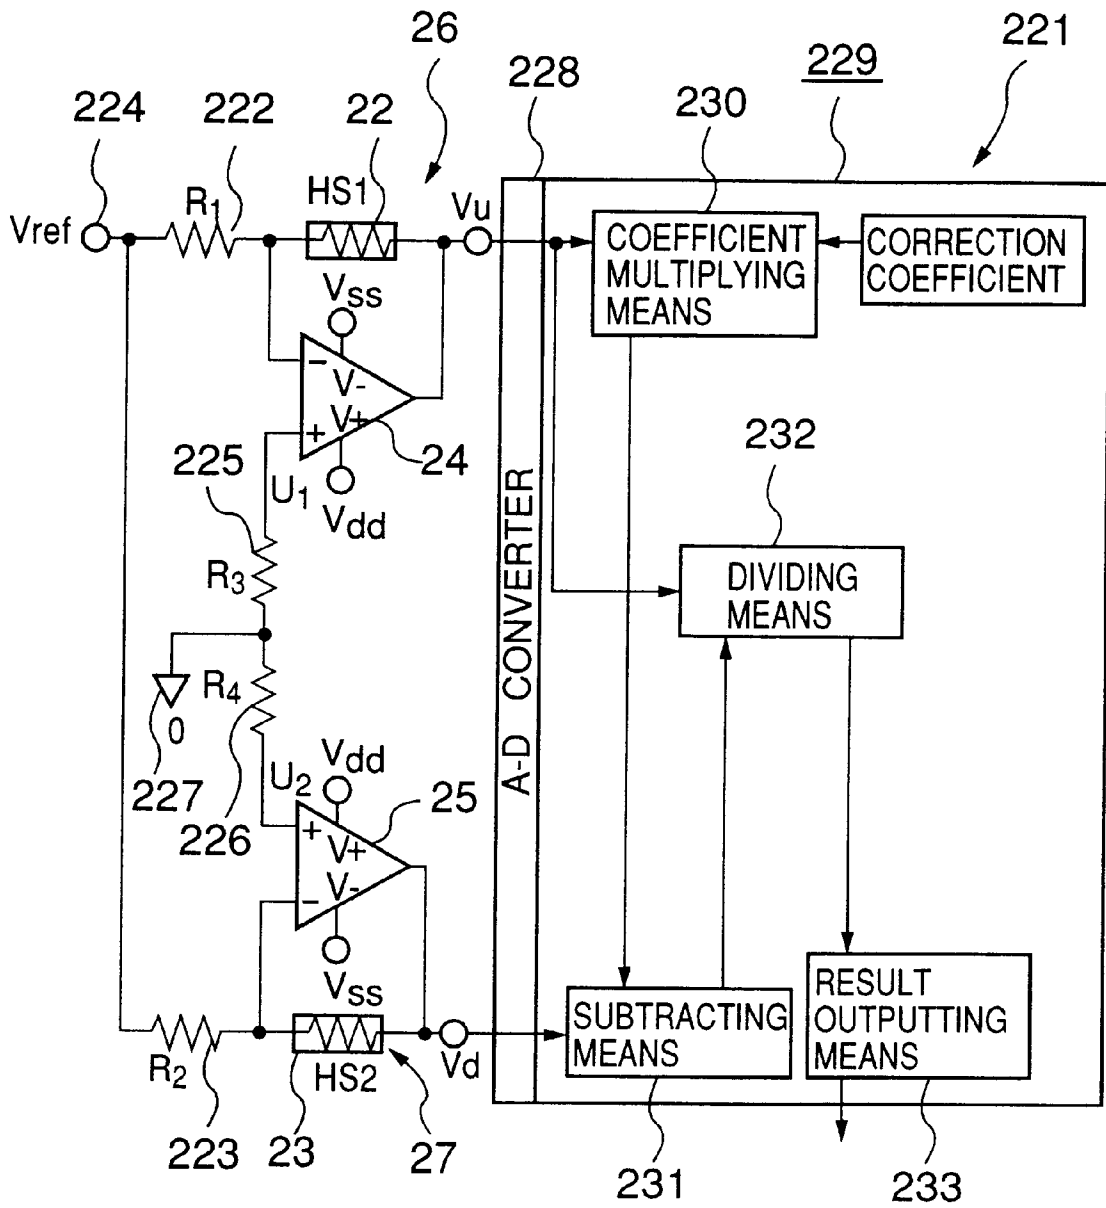 26
221
228
229
224
222
22
230
HS1
R1
Vu
Vref
COEFFICIENT
MULTIPLYING
MEANS
CORRECTION
COEFFICIENT
Vss
−
V-
V+
+
24
232
225
U1
Vdd
DIVIDING
MEANS
R3
A-D CONVERTER
R4
0
Vdd
227
U2
25
226
+
V+
V-
−
Vss
RESULT
OUTPUTTING
MEANS
SUBTRACTING
MEANS
R2
HS2
Vd
223
23
27
231
233